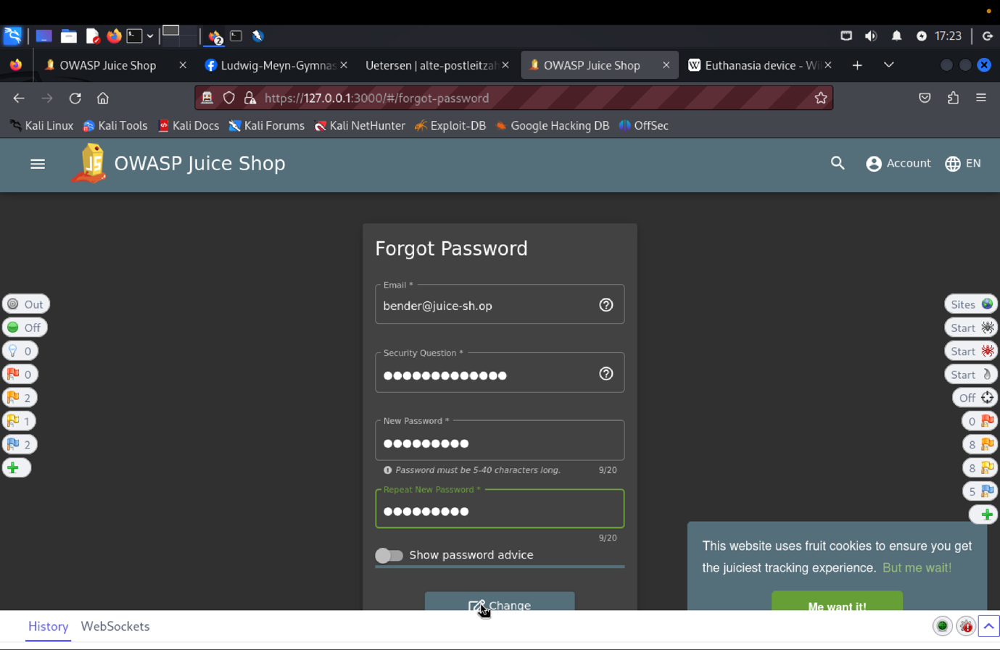 17:23
OWASP Juice Shop
Ludwig-Meyn-Gymnas
Uetersen | alte-postleitzah
OWASP Juice Shop
Euthanasia device - Wi
https://127.0.0.1:3000/#/forgot-password
Kali Linux
Kali Tools
Kali Docs
Kali Forums
Kali NetHunter
Exploit-DB
Google Hacking DB
OffSec
OWASP Juice Shop
Account
EN
Forgot Password
Email *
bender@juice-sh.op
Security Question *
New Password *
Password must be 5-40 characters long.
9/20
Repeat New Password *
9/20
Show password advice
Change
Out
Off
0
0
2
1
2
Sites
Start
Start
Start
Off
0
8
8
5
This website uses fruit cookies to ensure you get
the juiciest tracking experience. But me wait!
Me want it!
History
WebSockets